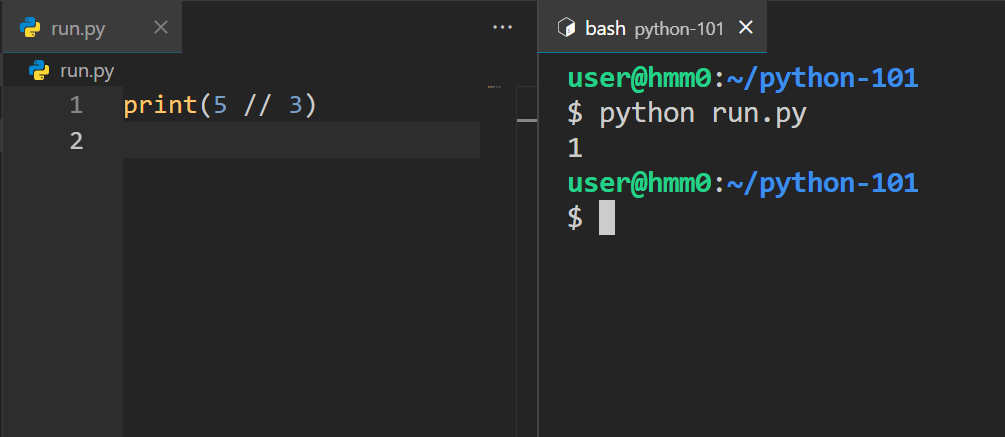 run.py
run.py
1 print(5 // 3)
2
bash python-101
user@hmm0:~/python-101
$ python run.py
1
user@hmm0:~/python-101
$